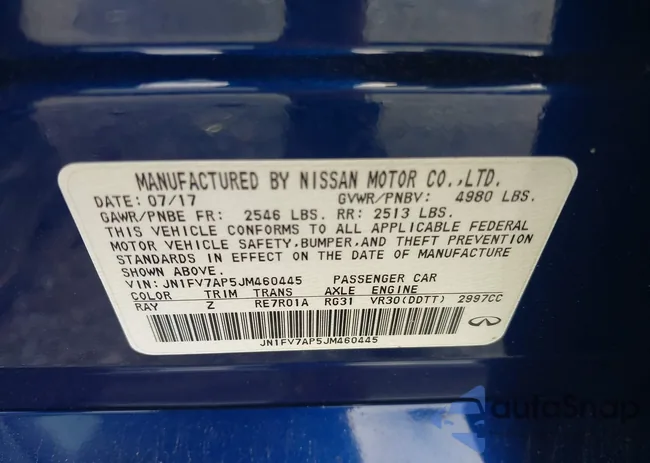 MANUFACTURED BY NISSAN MOTOR CO.,LTD.
DATE: 07/17 GVWR/PNBV: 4980 LBS.
GAWR/PNBE FR: 2546 LBS. RR: 2513 LBS.
THIS VEHICLE CONFORMS TO ALL APPLICABLE FEDERAL
MOTOR VEHICLE SAFETY,BUMPER,AND THEFT PREVENTION
STANDARDS IN EFFECT ON THE DATE OF MANUFACTURE
SHOWN ABOVE.
VIN: JN1FV7AP5JM460445 PASSENGER CAR
COLOR TRIM TRANS AXLE ENGINE
RAY Z RE7R01A RG31 VR30(DDTT) 2997CC
JN1FV7AP5JM460445
autoSnap